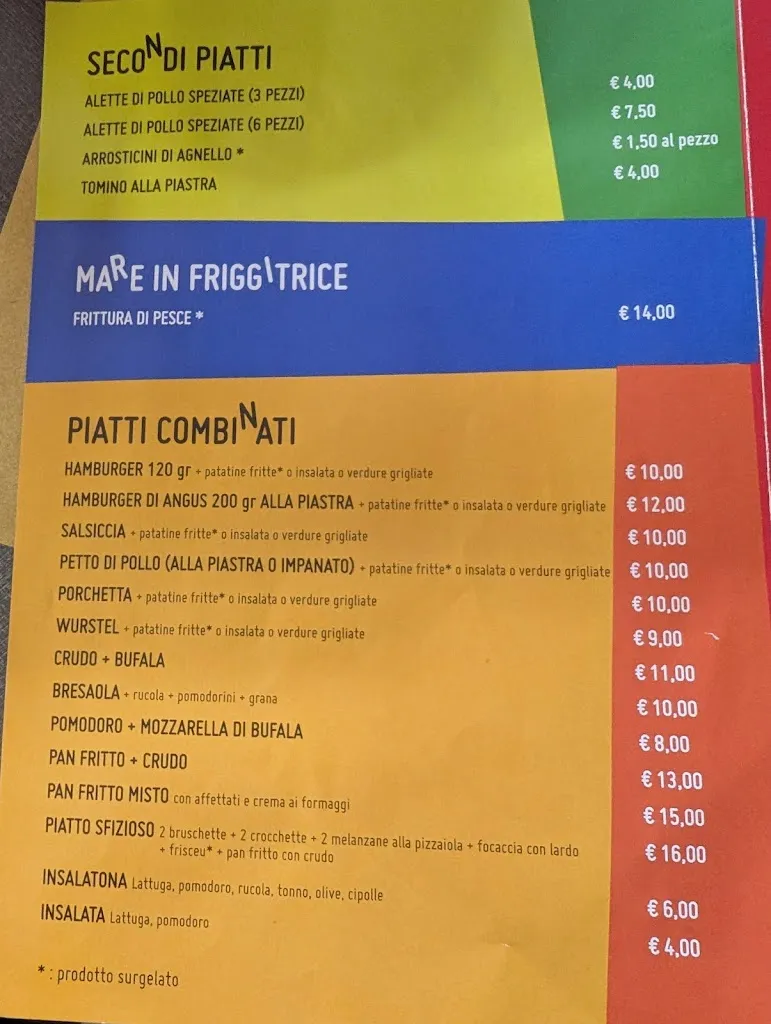 SECONDI PIATTI
ALETTE DI POLLO SPEZIATE (3 PEZZI) € 4,00
ALETTE DI POLLO SPEZIATE (6 PEZZI) € 7,50
ARROSTICINI DI AGNELLO * € 1,50 al pezzo
TOMINO ALLA PIASTRA € 4,00
MARE IN FRIGGITRICE
FRITTURA DI PESCE * € 14,00
PIATTI COMBINATI
HAMBURGER 120 gr + patatine fritte* o insalata o verdure grigliate € 10,00
HAMBURGER DI ANGUS 200 gr ALLA PIASTRA + patatine fritte* o insalata o verdure grigliate € 12,00
SALSICCIA + patatine fritte* o insalata o verdure grigliate € 10,00
PETTO DI POLLO (ALLA PIASTRA O IMPANATO) + patatine fritte* o insalata o verdure grigliate € 10,00
PORCHETTA + patatine fritte* o insalata o verdure grigliate € 10,00
WURSTEL + patatine fritte* o insalata o verdure grigliate € 9,00
CRUDO + BUFALA € 11,00
BRESAOLA + rucola + pomodorini + grana € 10,00
POMODORO + MOZZARELLA DI BUFALA € 8,00
PAN FRITTO + CRUDO € 13,00
PAN FRITTO MISTO con affettati e crema ai formaggi € 15,00
PIATTO SFIZIOSO 2 bruschette + 2 crocchette + 2 melanzane alla pizzaiola + focaccia con lardo € 16,00
+ frisceu* + pan fritto con crudo
INSALATONA Lattuga, pomodoro, rucola, tonno, olive, cipolle € 6,00
INSALATA Lattuga, pomodoro € 4,00
* : prodotto surgelato